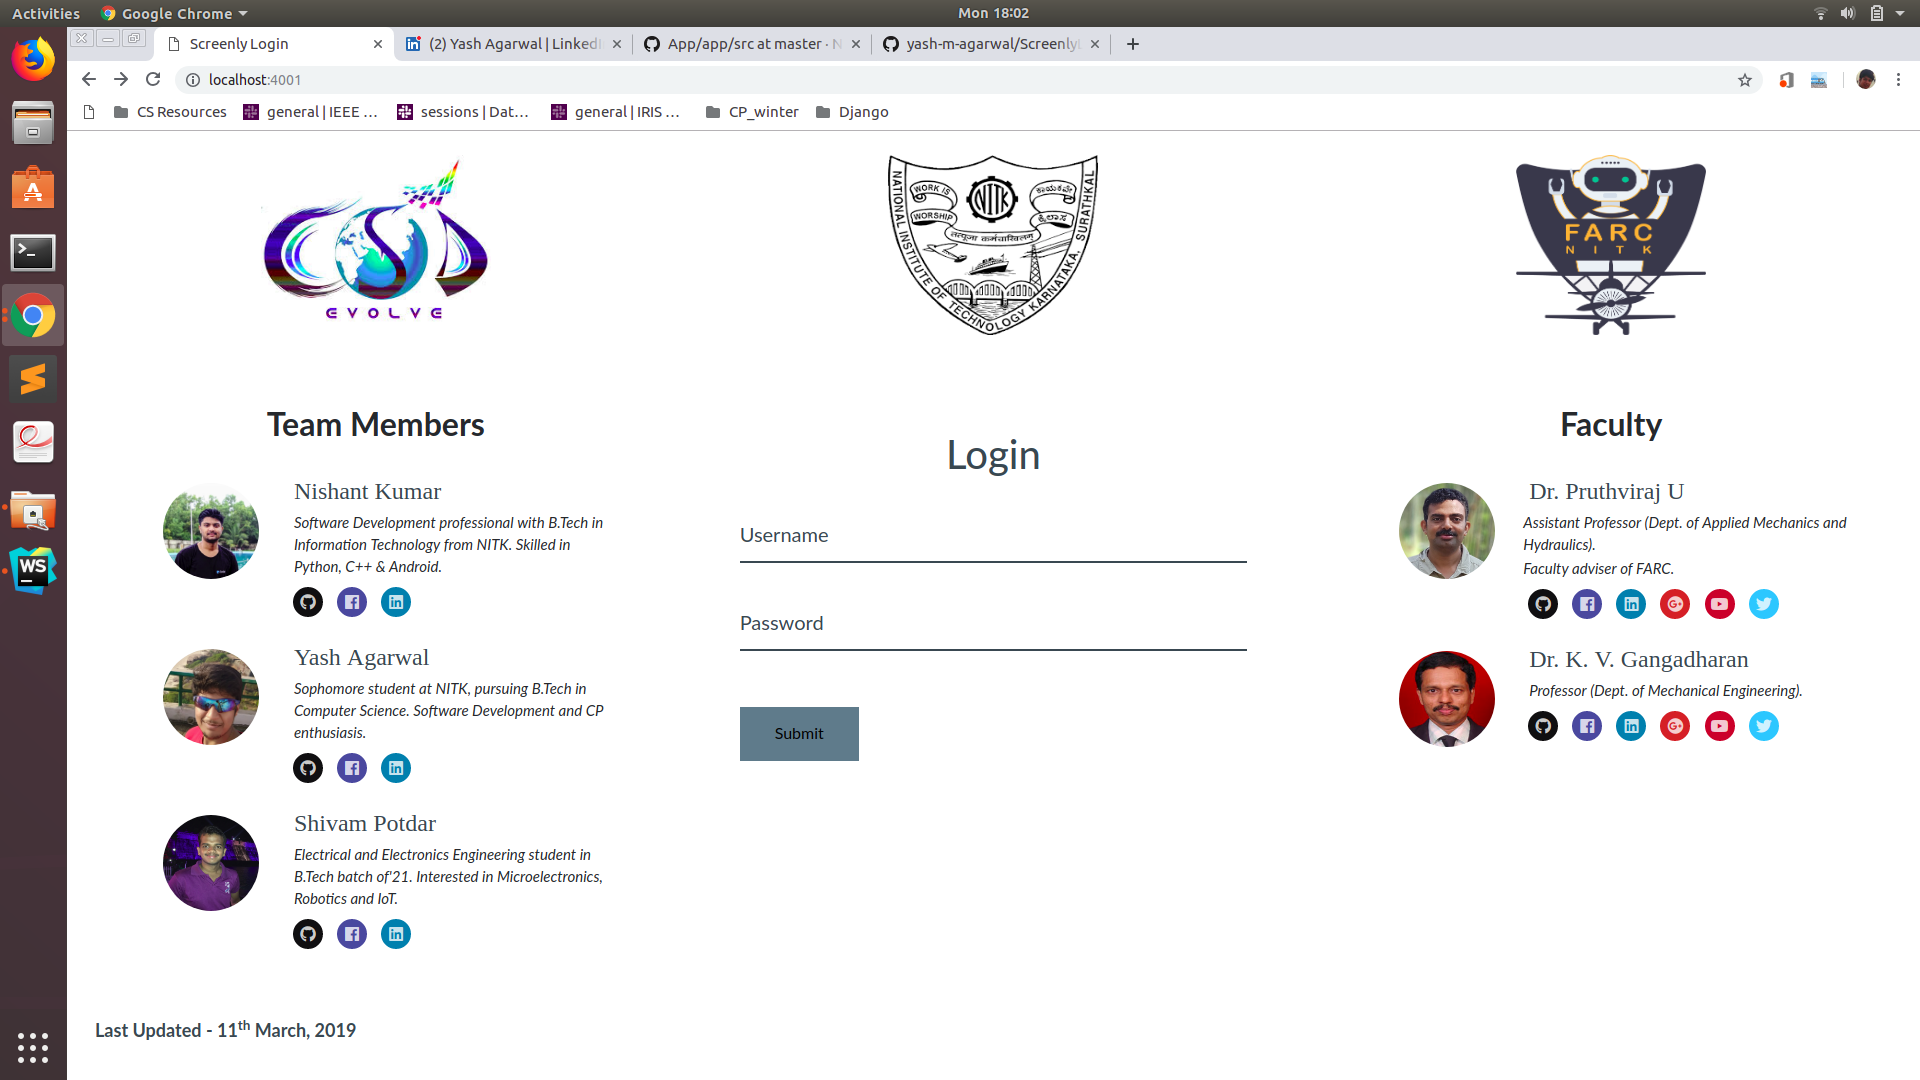 Activities
Google Chrome
Mon 18:02
Screenly Login
(2) Yash Agarwal | Linked
App/app/src at master · N
yash-m-agarwal/Screenly
localhost:4001
CS Resources
general | IEEE ...
sessions | Dat...
general | IRIS ...
CP_winter
Django
EVOLVE
NATIONAL INSTITUTE OF TECHNOLOGY KARNATAKA, SURATHKAL
WORK IS
WORSHIP
NITK
ಕಾಯಕವೇ
ಕೈಲಾಸ
FARC
NITK
Team Members
Nishant Kumar
Software Development professional with B.Tech in
Information Technology from NITK. Skilled in
Python, C++ & Android.
Yash Agarwal
Sophomore student at NITK, pursuing B.Tech in
Computer Science. Software Development and CP
enthusiasis.
Shivam Potdar
Electrical and Electronics Engineering student in
B.Tech batch of'21. Interested in Microelectronics,
Robotics and IoT.
Login
Username
Password
Submit
Faculty
Dr. Pruthviraj U
Assistant Professor (Dept. of Applied Mechanics and
Hydraulics).
Faculty adviser of FARC.
Dr. K. V. Gangadharan
Professor (Dept. of Mechanical Engineering).
Last Updated - 11th March, 2019
WS